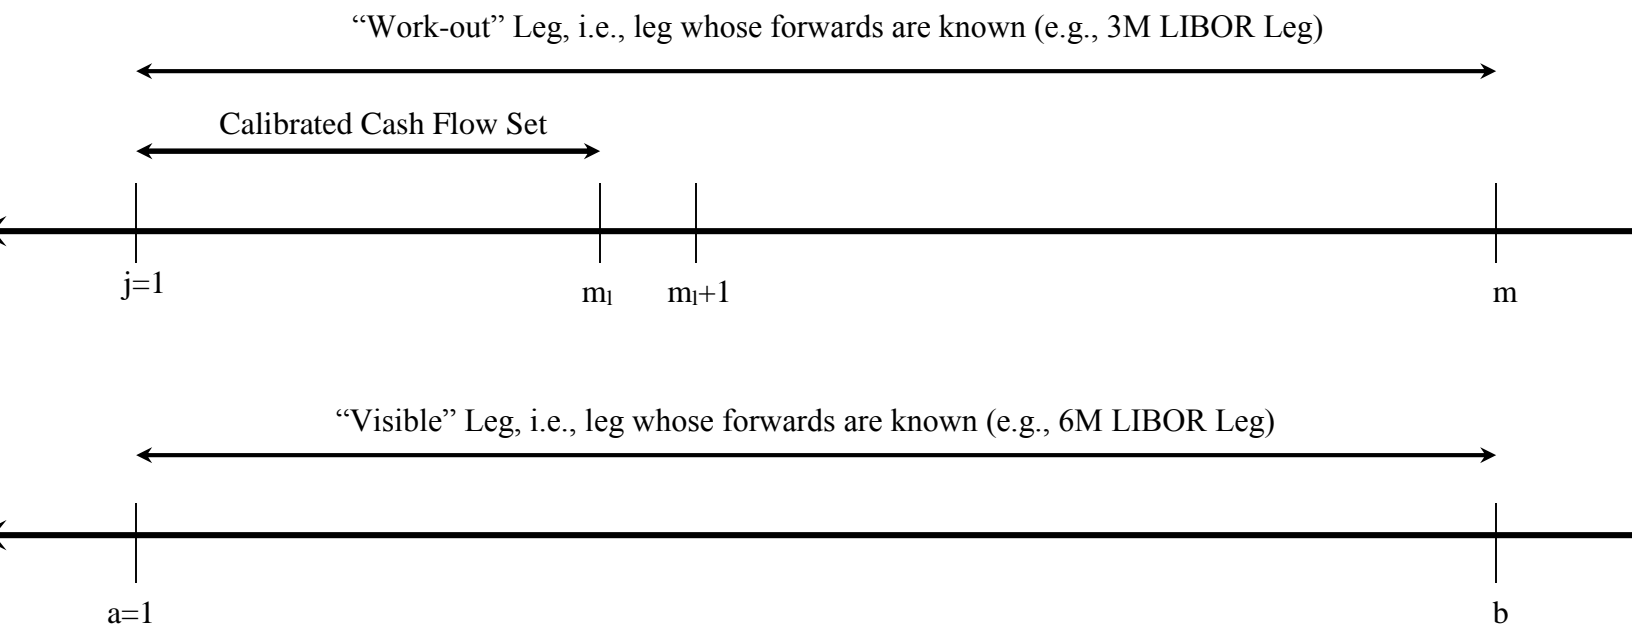 “Work-out” Leg, i.e., leg whose forwards are known (e.g., 3M LIBOR Leg)
Calibrated Cash Flow Set
j=1
mₗ
mₗ+1
m
“Visible” Leg, i.e., leg whose forwards are known (e.g., 6M LIBOR Leg)
a=1
b